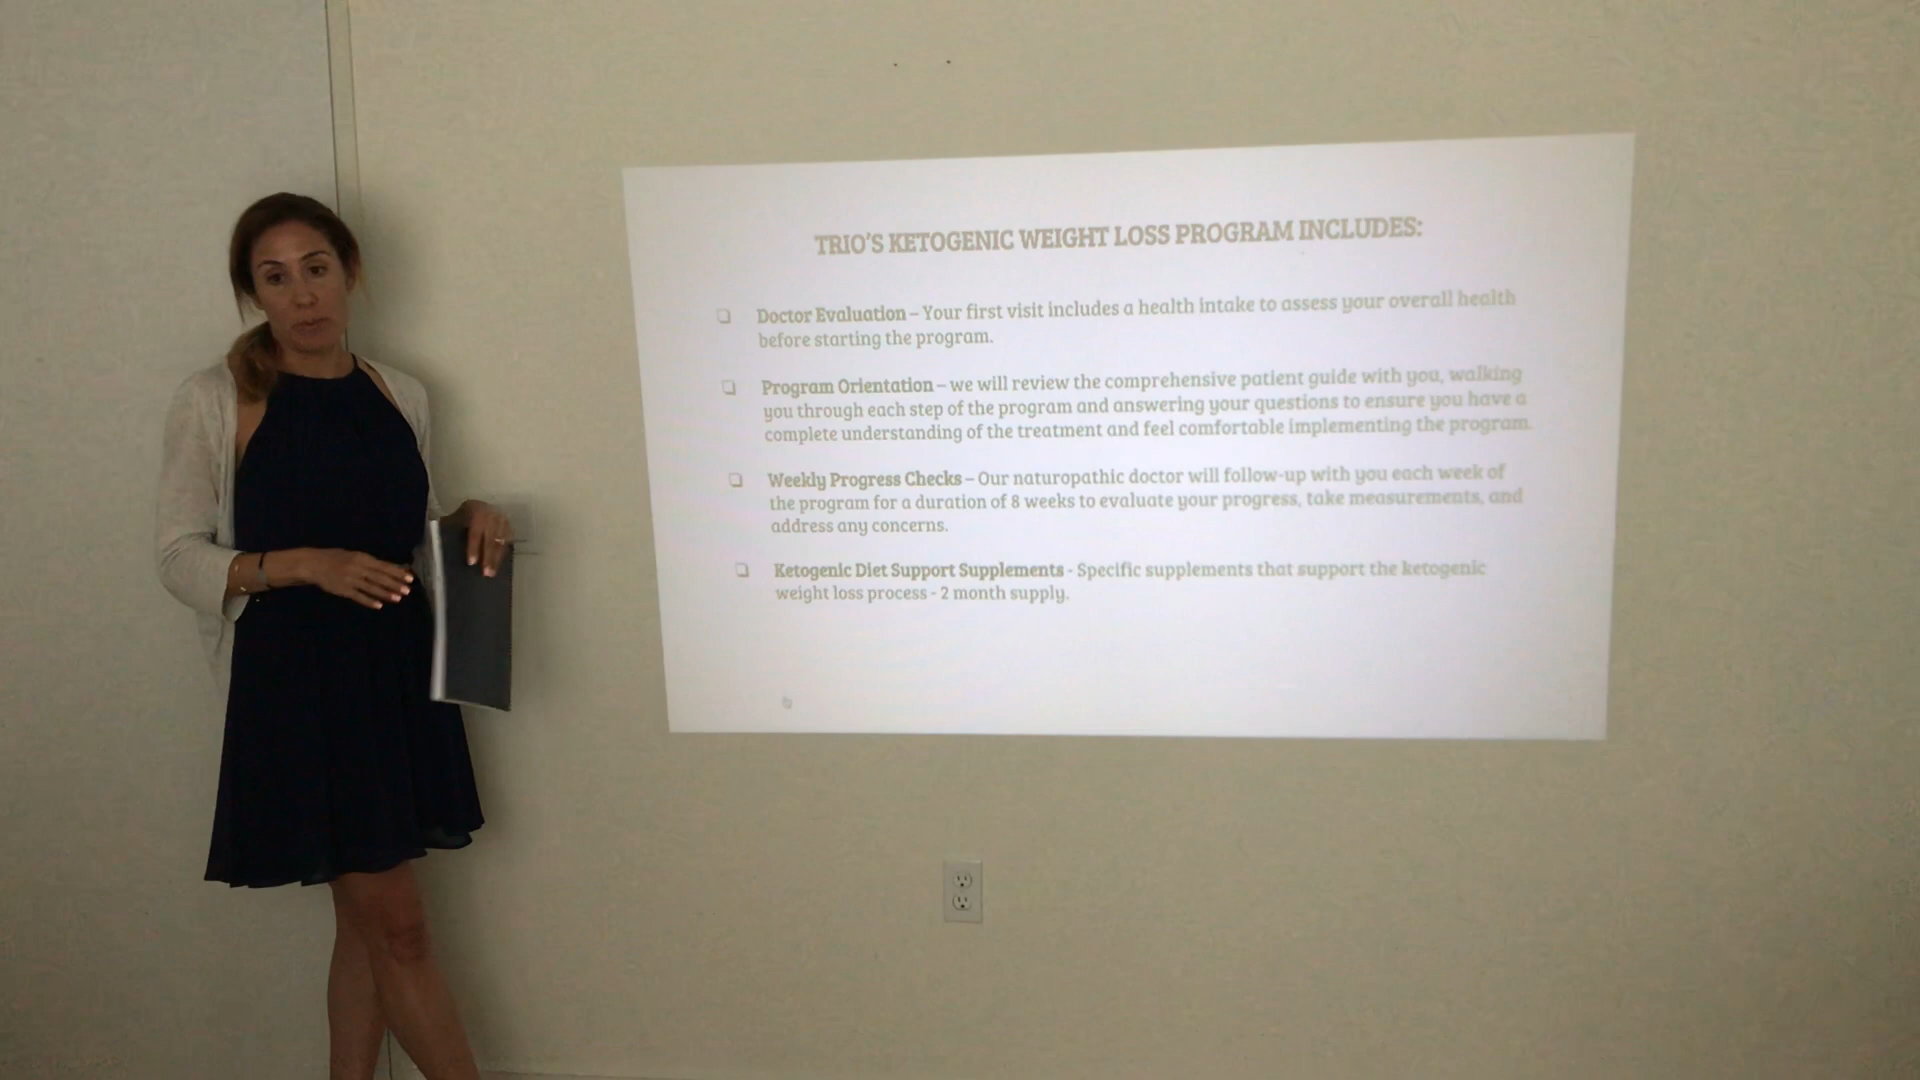 TRIO'S KETOGENIC WEIGHT LOSS PROGRAM INCLUDES:
❏ Doctor Evaluation – Your first visit includes a health intake to assess your overall health
before starting the program.
❏ Program Orientation – we will review the comprehensive patient guide with you, walking
you through each step of the program and answering your questions to ensure you have a
complete understanding of the treatment and feel comfortable implementing the program.
❏ Weekly Progress Checks – Our naturopathic doctor will follow-up with you each week of
the program for a duration of 8 weeks to evaluate your progress, take measurements, and
address any concerns.
❏ Ketogenic Diet Support Supplements - Specific supplements that support the ketogenic
weight loss process - 2 month supply.